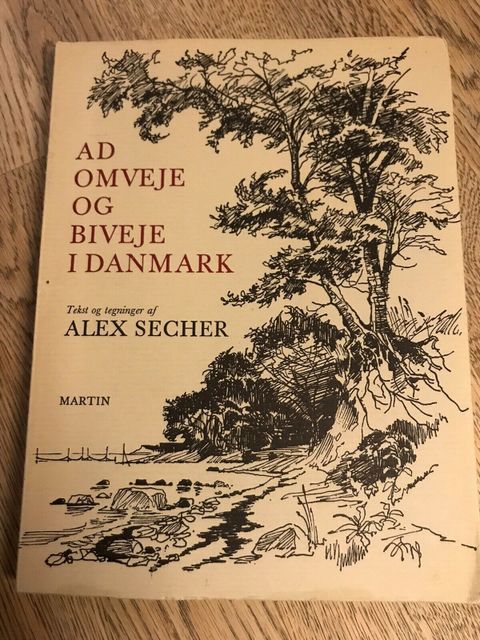 AD
OMVEJE
OG
BIVEJE
I DANMARK
Tekst og tegninger af
ALEX SECHER
MARTIN